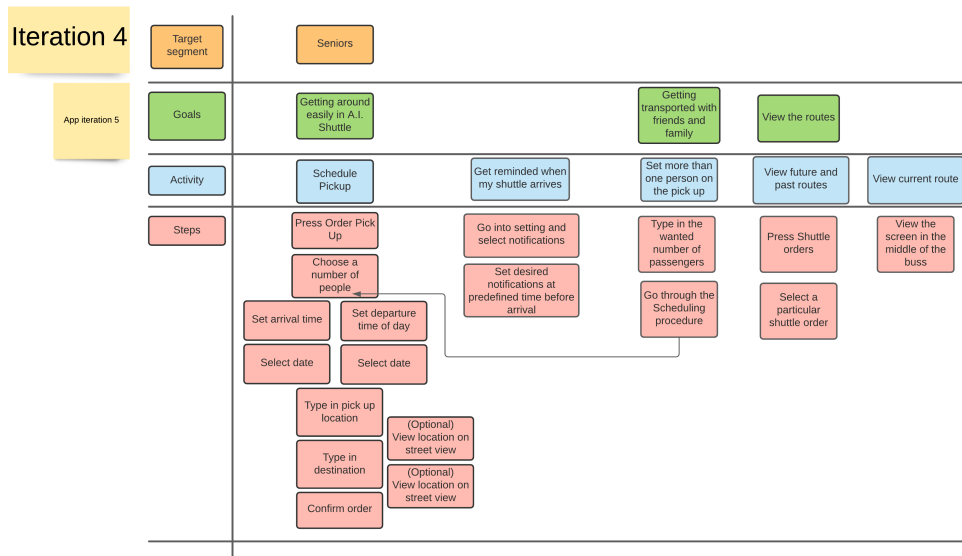 Iteration 4
App iteration 5
Target
segment
Seniors
Goals
Getting around
easily in A.I.
Shuttle
Getting
transported with
friends and
family
View the routes
Activity
Schedule
Pickup
Get reminded when
my shuttle arrives
Set more than
one person on
the pick up
View future and
past routes
View current route
Steps
Press Order Pick
Up
Choose a
number of
people
Set arrival time
Set departure
time of day
Select date
Select date
Type in pick up
location
(Optional)
View location on
street view
Type in
destination
(Optional)
View location on
street view
Confirm order
Go into setting and
select notifications
Set desired
notifications at
predefined time before
arrival
Type in the
wanted
number of
passengers
Go through the
Scheduling
procedure
Press Shuttle
orders
Select a
particular
shuttle order
View the
screen in the
middle of the
buss